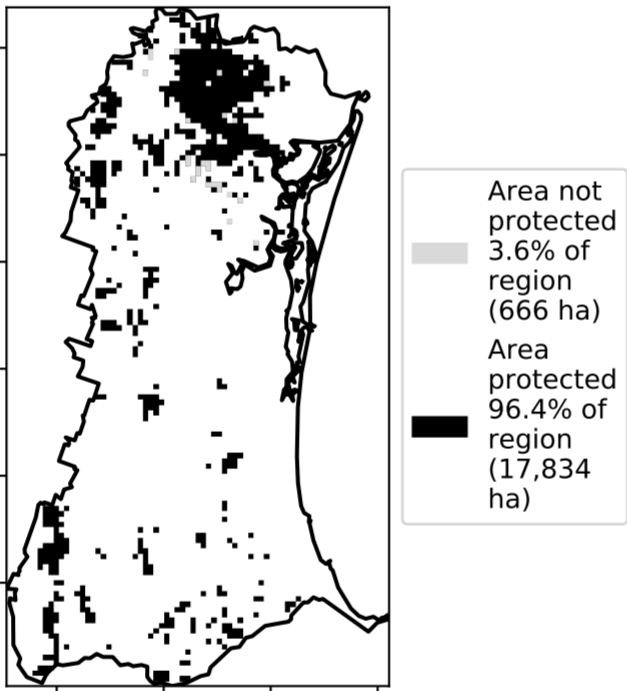 Area not
protected
3.6% of
region
(666 ha)
Area
protected
96.4% of
region
(17,834
ha)